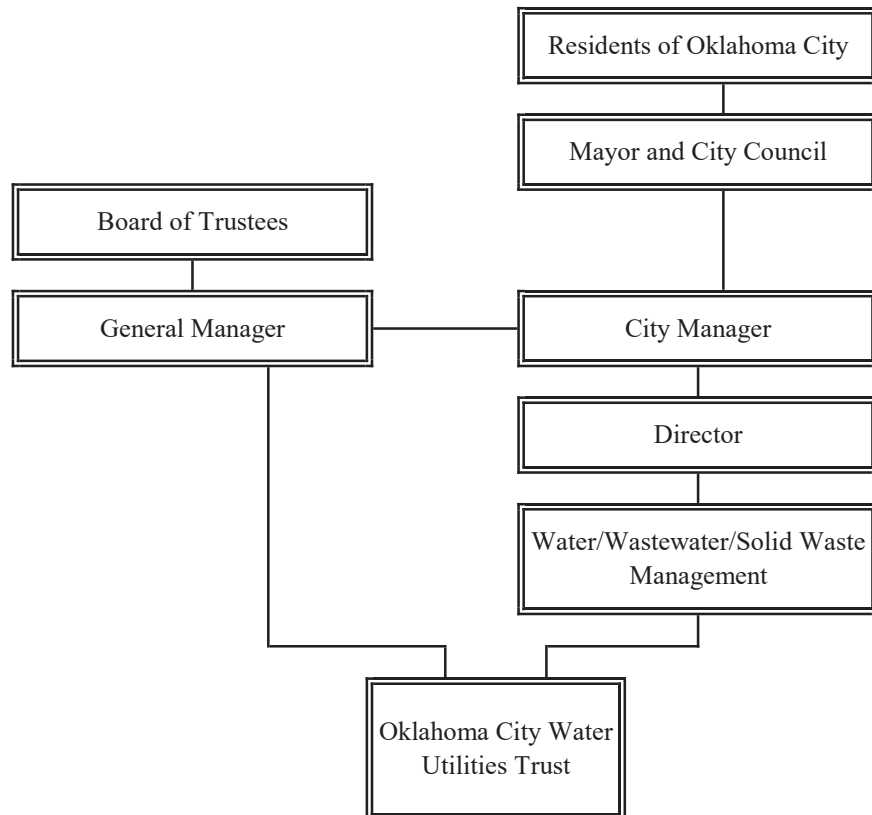 Residents of Oklahoma City
Mayor and City Council
Board of Trustees
General Manager
City Manager
Director
Water/Wastewater/Solid Waste
Management
Oklahoma City Water
Utilities Trust